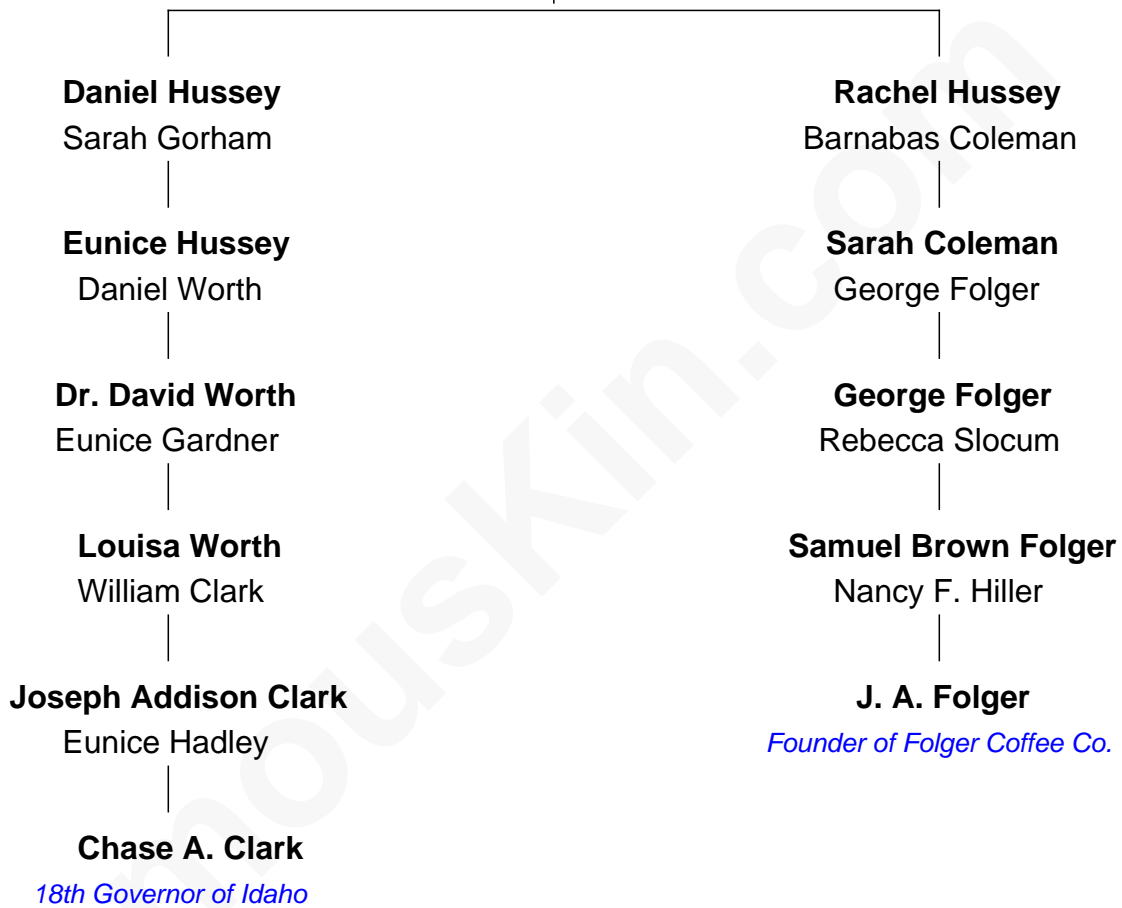 Daniel Hussey
Sarah Gorham
Rachel Hussey
Barnabas Coleman
Eunice Hussey
Daniel Worth
Sarah Coleman
George Folger
Dr. David Worth
Eunice Gardner
George Folger
Rebecca Slocum
Louisa Worth
William Clark
Samuel Brown Folger
Nancy F. Hiller
Joseph Addison Clark
Eunice Hadley
J. A. Folger
Founder of Folger Coffee Co.
Chase A. Clark
18th Governor of Idaho
mousKin.com